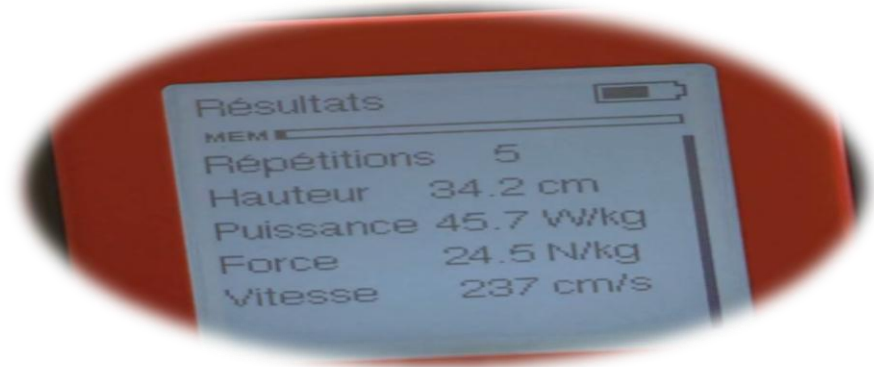 Résultats
MEM
Répétitions 5
Hauteur 34.2 cm
Puissance 45.7 W/kg
Force 24.5 N/kg
Vitesse 237 cm/s